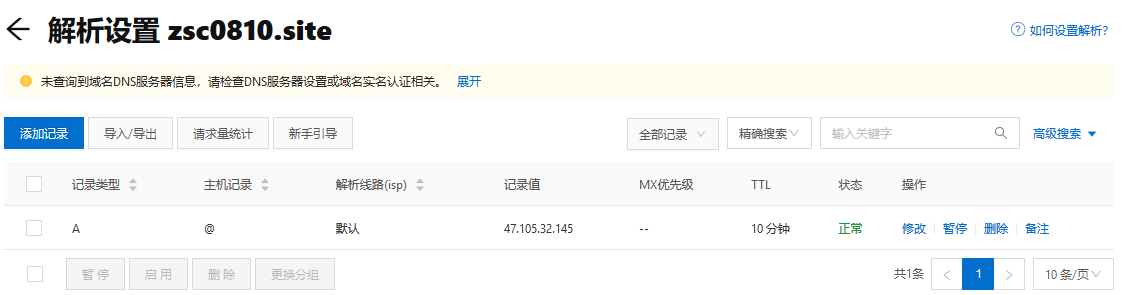 解析设置 zsc0810.site
如何设置解析？
未查询到域名DNS服务器信息，请检查DNS服务器设置或域名实名认证相关。 展开
添加记录 导入/导出 请求量统计 新手引导 全部记录 精确搜索 输入关键字 高级搜索
记录类型 主机记录 解析线路(isp) 记录值 MX优先级 TTL 状态 操作
A @ 默认 47.105.32.145 -- 10 分钟 正常 修改 暂停 删除 备注
暂停 启用 删除 更换分组 共1条 < 1 > 10 条/页